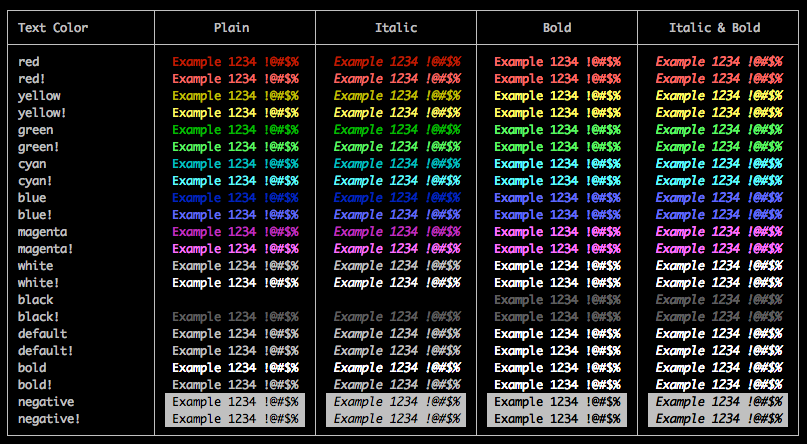 Text Color Plain Italic Bold Italic & Bold
red Example 1234 !@#$% Example 1234 !@#$% Example 1234 !@#$% Example 1234 !@#$%
red! Example 1234 !@#$% Example 1234 !@#$% Example 1234 !@#$% Example 1234 !@#$%
yellow Example 1234 !@#$% Example 1234 !@#$% Example 1234 !@#$% Example 1234 !@#$%
yellow! Example 1234 !@#$% Example 1234 !@#$% Example 1234 !@#$% Example 1234 !@#$%
green Example 1234 !@#$% Example 1234 !@#$% Example 1234 !@#$% Example 1234 !@#$%
green! Example 1234 !@#$% Example 1234 !@#$% Example 1234 !@#$% Example 1234 !@#$%
cyan Example 1234 !@#$% Example 1234 !@#$% Example 1234 !@#$% Example 1234 !@#$%
cyan! Example 1234 !@#$% Example 1234 !@#$% Example 1234 !@#$% Example 1234 !@#$%
blue Example 1234 !@#$% Example 1234 !@#$% Example 1234 !@#$% Example 1234 !@#$%
blue! Example 1234 !@#$% Example 1234 !@#$% Example 1234 !@#$% Example 1234 !@#$%
magenta Example 1234 !@#$% Example 1234 !@#$% Example 1234 !@#$% Example 1234 !@#$%
magenta! Example 1234 !@#$% Example 1234 !@#$% Example 1234 !@#$% Example 1234 !@#$%
white Example 1234 !@#$% Example 1234 !@#$% Example 1234 !@#$% Example 1234 !@#$%
white! Example 1234 !@#$% Example 1234 !@#$% Example 1234 !@#$% Example 1234 !@#$%
black Example 1234 !@#$% Example 1234 !@#$%
black! Example 1234 !@#$% Example 1234 !@#$% Example 1234 !@#$% Example 1234 !@#$%
default Example 1234 !@#$% Example 1234 !@#$% Example 1234 !@#$% Example 1234 !@#$%
default! Example 1234 !@#$% Example 1234 !@#$% Example 1234 !@#$% Example 1234 !@#$%
bold Example 1234 !@#$% Example 1234 !@#$% Example 1234 !@#$% Example 1234 !@#$%
bold! Example 1234 !@#$% Example 1234 !@#$% Example 1234 !@#$% Example 1234 !@#$%
negative Example 1234 !@#$% Example 1234 !@#$% Example 1234 !@#$% Example 1234 !@#$%
negative! Example 1234 !@#$% Example 1234 !@#$% Example 1234 !@#$% Example 1234 !@#$%